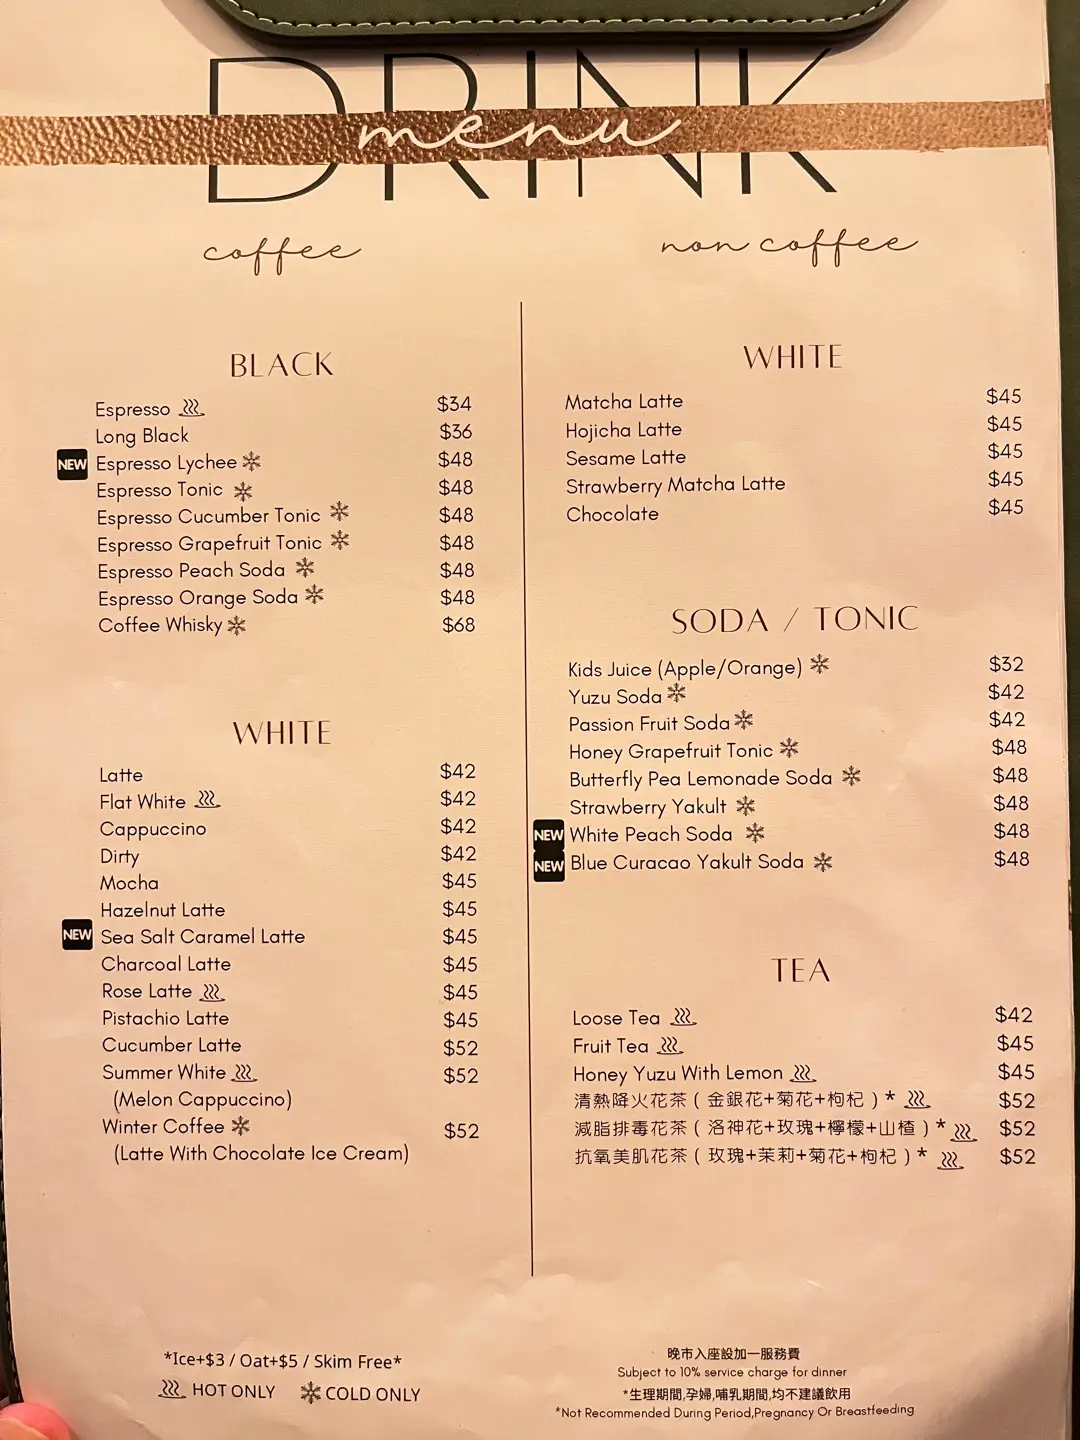 DRINK
menu
coffee
BLACK
Espresso $34
Long Black $36
NEW Espresso Lychee $48
Espresso Tonic $48
Espresso Cucumber Tonic $48
Espresso Grapefruit Tonic $48
Espresso Peach Soda $48
Espresso Orange Soda $48
Coffee Whisky $68
WHITE
Latte $42
Flat White $42
Cappuccino $42
Dirty $42
Mocha $45
Hazelnut Latte $45
NEW Sea Salt Caramel Latte $45
Charcoal Latte $45
Rose Latte $45
Pistachio Latte $45
Cucumber Latte $52
Summer White $52
(Melon Cappuccino)
Winter Coffee $52
(Latte With Chocolate Ice Cream)
*Ice+$3 / Oat+$5 / Skim Free*
HOT ONLY COLD ONLY
non coffee
WHITE
Matcha Latte $45
Hojicha Latte $45
Sesame Latte $45
Strawberry Matcha Latte $45
Chocolate $45
SODA / TONIC
Kids Juice (Apple/Orange) $32
Yuzu Soda $42
Passion Fruit Soda $42
Honey Grapefruit Tonic $48
Butterfly Pea Lemonade Soda $48
Strawberry Yakult $48
NEW White Peach Soda $48
NEW Blue Curacao Yakult Soda $48
TEA
Loose Tea $42
Fruit Tea $45
Honey Yuzu With Lemon $45
清熱降火花茶 ( 金銀花+菊花+枸杞 ) * $52
減脂排毒花茶 ( 洛神花+玫瑰+檸檬+山楂 ) * $52
抗氧美肌花茶 ( 玫瑰+茉莉+菊花+枸杞 ) * $52
晚市入座設加一服務費
Subject to 10% service charge for dinner
*生理期間,孕婦,哺乳期間,均不建議飲用
*Not Recommended During Period,Pregnancy Or Breastfeeding